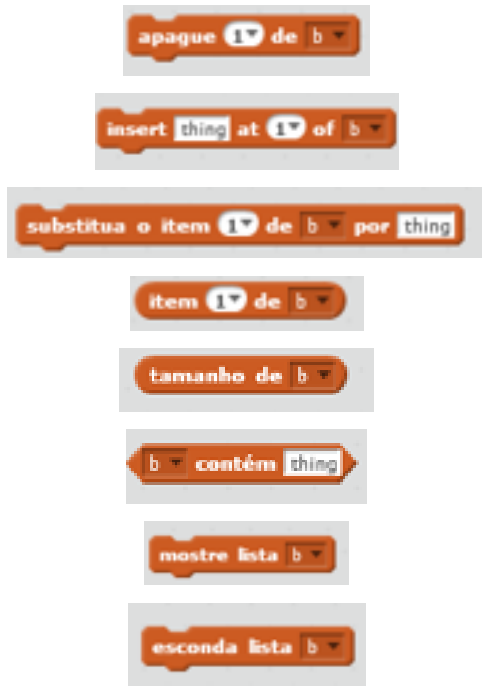 apague 1 de b
insert thing at 1 of b
substitua o item 1 de b por thing
item 1 de b
tamanho de b
b contém thing
mostre lista b
esconda lista b